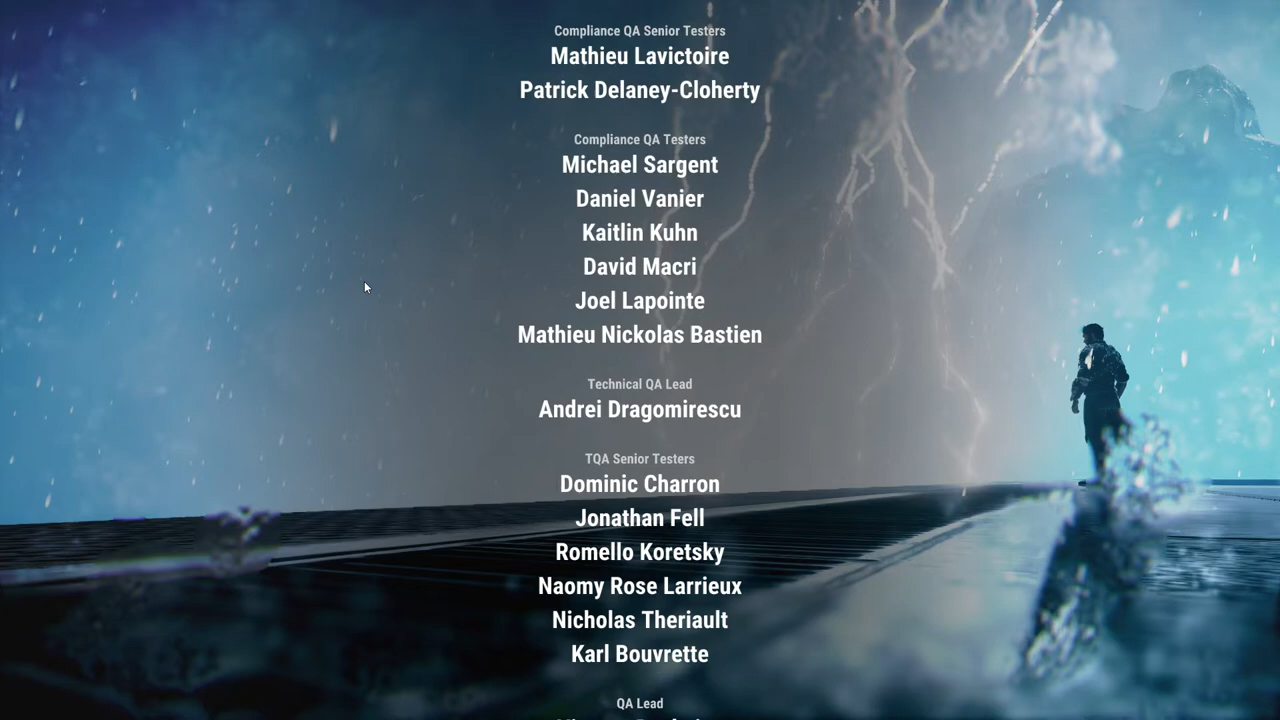 Compliance QA Senior Testers
Mathieu Lavictoire
Patrick Delaney-Cloherty
Compliance QA Testers
Michael Sargent
Daniel Vanier
Kaitlin Kuhn
David Macri
Joel Lapointe
Mathieu Nickolas Bastien
Technical QA Lead
Andrei Dragomirescu
TQA Senior Testers
Dominic Charron
Jonathan Fell
Romello Koretsky
Naomy Rose Larrieux
Nicholas Theriault
Karl Bouvrette
QA Lead